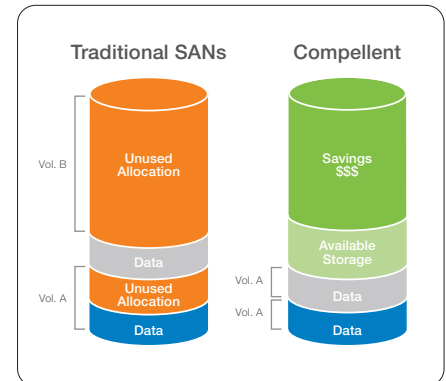 Traditional SANs
Compellent
Vol. B
Unused
Allocation
Data
Vol. A
Unused
Allocation
Data
Savings
$$$
Available
Storage
Vol. A
Data
Vol. A
Data